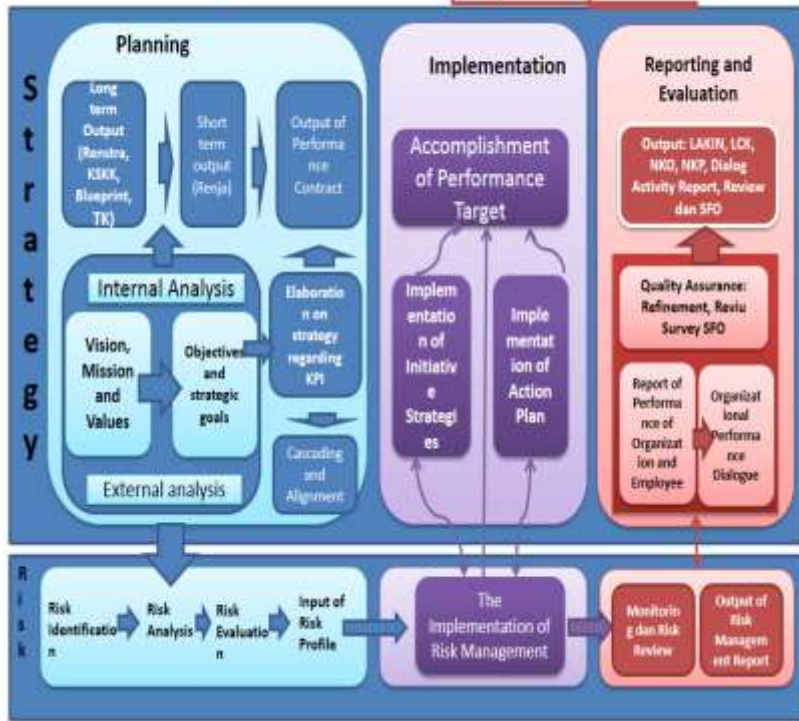 Strategy
Planning
Long
term
Output
(Renstra,
KSKK,
Blueprint,
TK)
Short
term
output
(Renja)
Output of
Performa
nce
Contract
Internal Analysis
Vision,
Mission
and
Values
Objectives
and
strategic
goals
Elaboratio
n on
strategy
regarding
KPI
External analysis
Cascading
and
Alignment
Implementation
Accomplishment
of Performance
Target
Implem
entatio
n of
Initiativ
e
Strategi
es
Imple
mentat
ion of
Action
Plan
Reporting and
Evaluation
Output: LAKIN, LCK,
NKO, NKP, Dialog
Activity Report, Review
dan SFO
Quality Assurance:
Refinement, Reviu
Survey SFO
Report of
Performa
nce of
Organizat
ion and
Employee
Organizat
ional
Performa
nce
Dialogue
Risk
Risk
Identificatio
n
Risk
Analysis
Risk
Evaluatio
n
Input of
Risk
Profile
The
Implementation of
Risk Management
Monitorin
g dan Risk
Review
Output of
Risk
Managem
ent Report